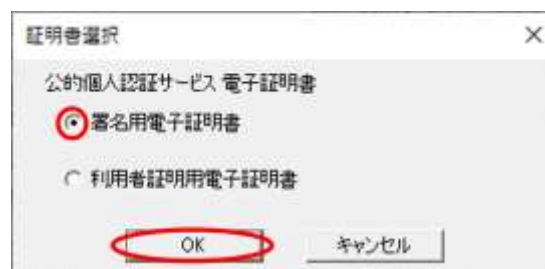 証明書選択
公的個人認証サービス 電子証明書
署名用電子証明書
利用者証明用電子証明書
OK キャンセル